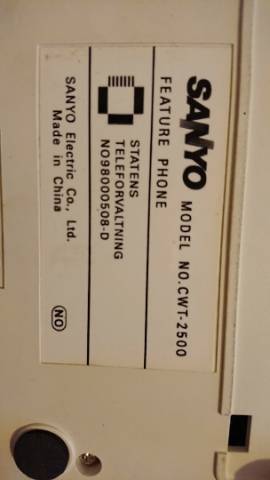 SANYO MODEL NO.CWT-2500
FEATURE PHONE
STATENS
TELEFORVALTNING
NO98000508-D
SANYO Electric Co., Ltd.
Made in China
NO